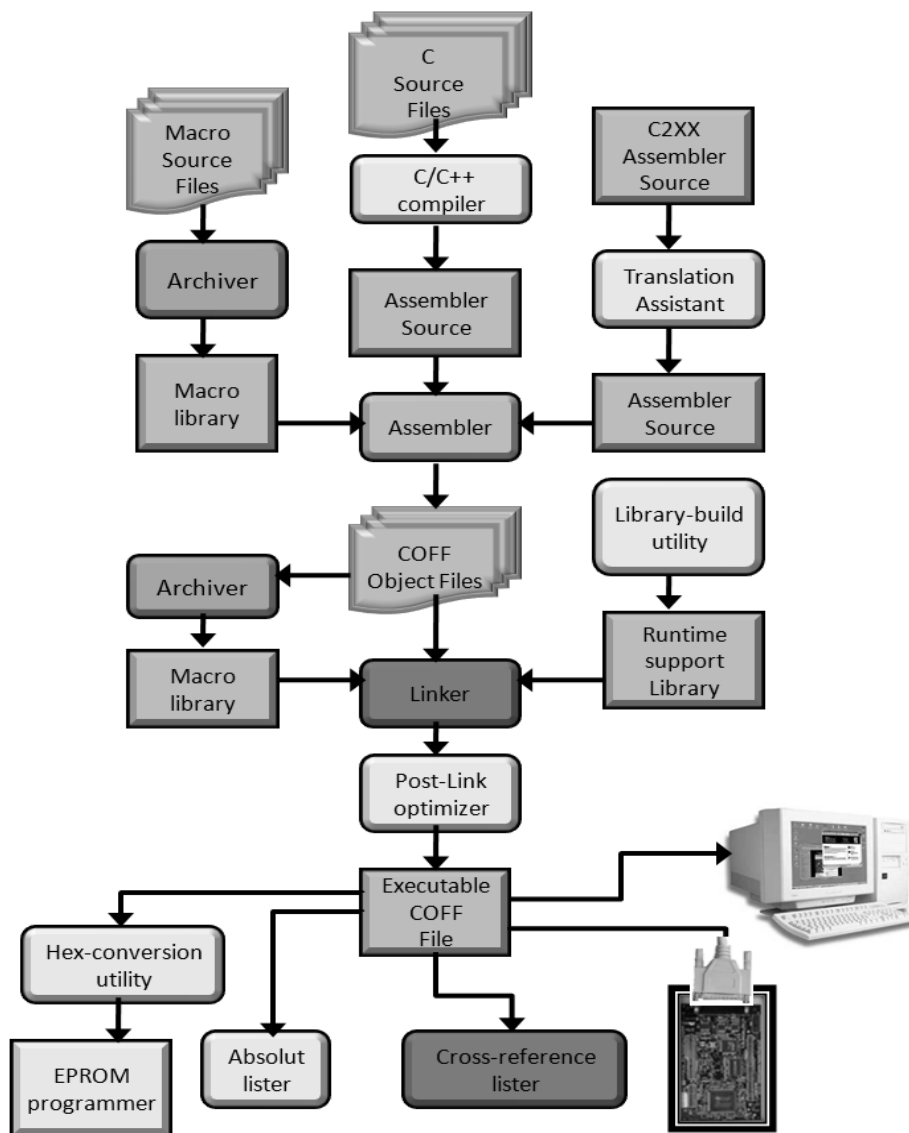 C
Source
Files
Macro
Source
Files
C2XX
Assembler
Source
C/C++
compiler
Archiver
Translation
Assistant
Assembler
Source
Macro
library
Assembler
Assembler
Source
Library-build
utility
COFF
Object Files
Archiver
Runtime
support
Library
Macro
library
Linker
Post-Link
optimizer
Executable
COFF
File
Hex-conversion
utility
Absolut
lister
Cross-reference
lister
EPROM
programmer